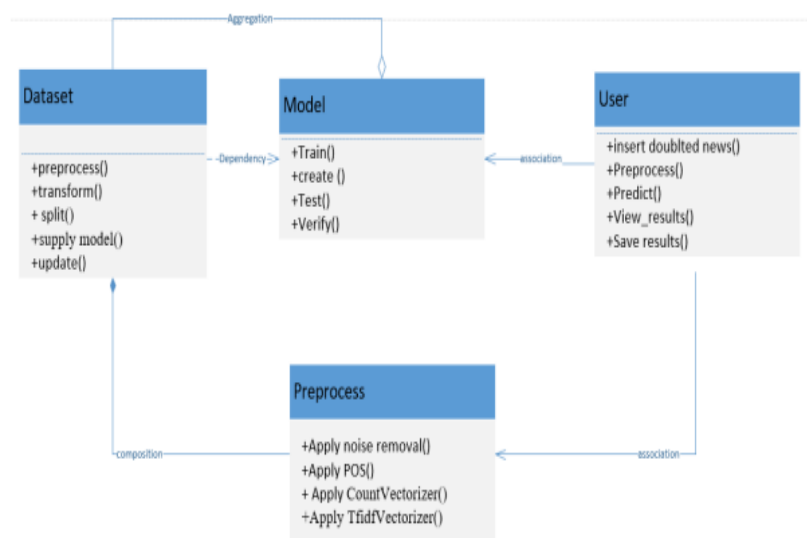 Aggregation
Dataset
+preprocess()
+transform()
+ split()
+supply model()
+update()
Dependency
Model
+Train()
+create ()
+Test()
+Verify()
association
User
+insert doublted news()
+Preprocess()
+Predict()
+View_results()
+Save results()
composition
Preprocess
+Apply noise removal()
+Apply POS()
+ Apply CountVectorizer()
+Apply TfidfVectorizer()
association